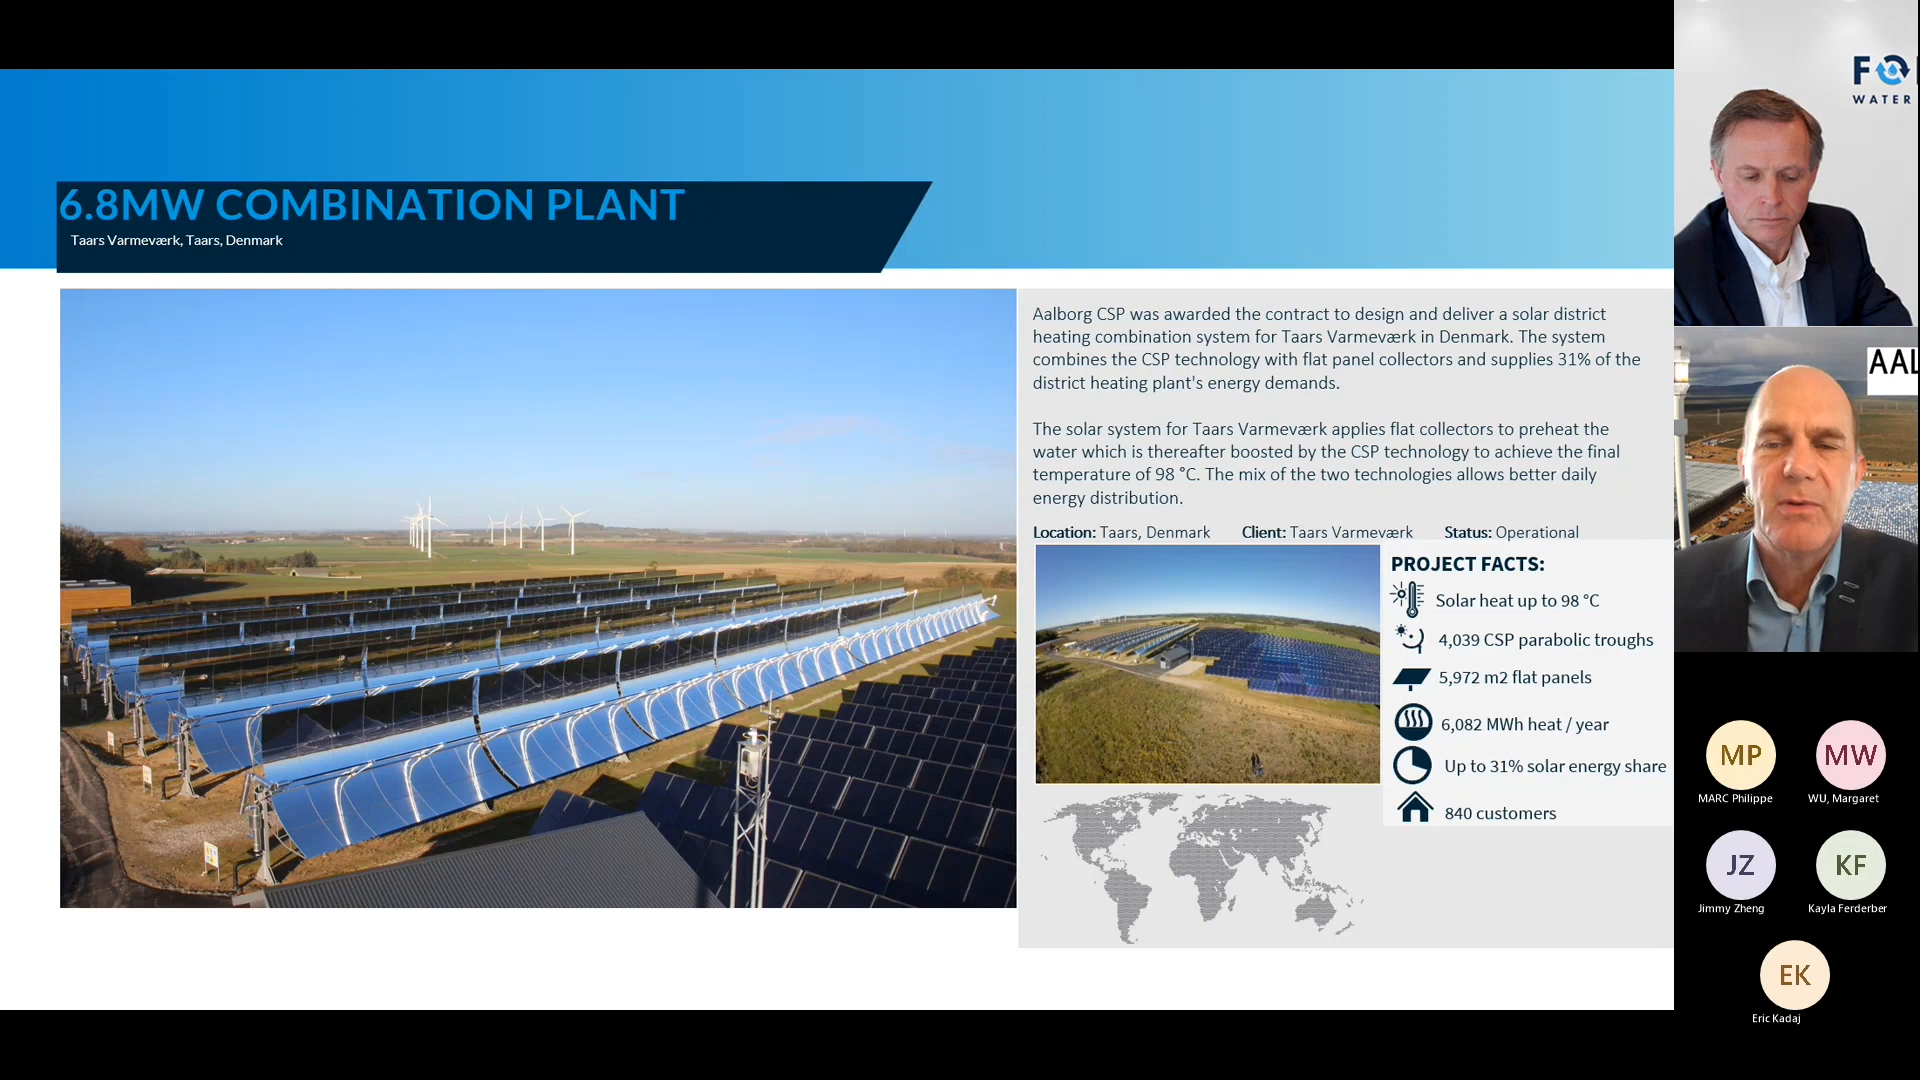 6.8MW COMBINATION PLANT
Taars Varmeværk, Taars, Denmark
Aalborg CSP was awarded the contract to design and deliver a solar district
heating combination system for Taars Varmeværk in Denmark. The system
combines the CSP technology with flat panel collectors and supplies 31% of the
district heating plant's energy demands.
The solar system for Taars Varmeværk applies flat collectors to preheat the
water which is thereafter boosted by the CSP technology to achieve the final
temperature of 98 °C. The mix of the two technologies allows better daily
energy distribution.
Location: Taars, Denmark Client: Taars Varmeværk Status: Operational
PROJECT FACTS:
Solar heat up to 98 °C
4,039 CSP parabolic troughs
5,972 m2 flat panels
6,082 MWh heat / year
Up to 31% solar energy share
840 customers
FO
WATER
AAL
MP
MARC Philippe
MW
WU, Margaret
JZ
Jimmy Zheng
KF
Kayla Ferderber
EK
Eric Kadaj